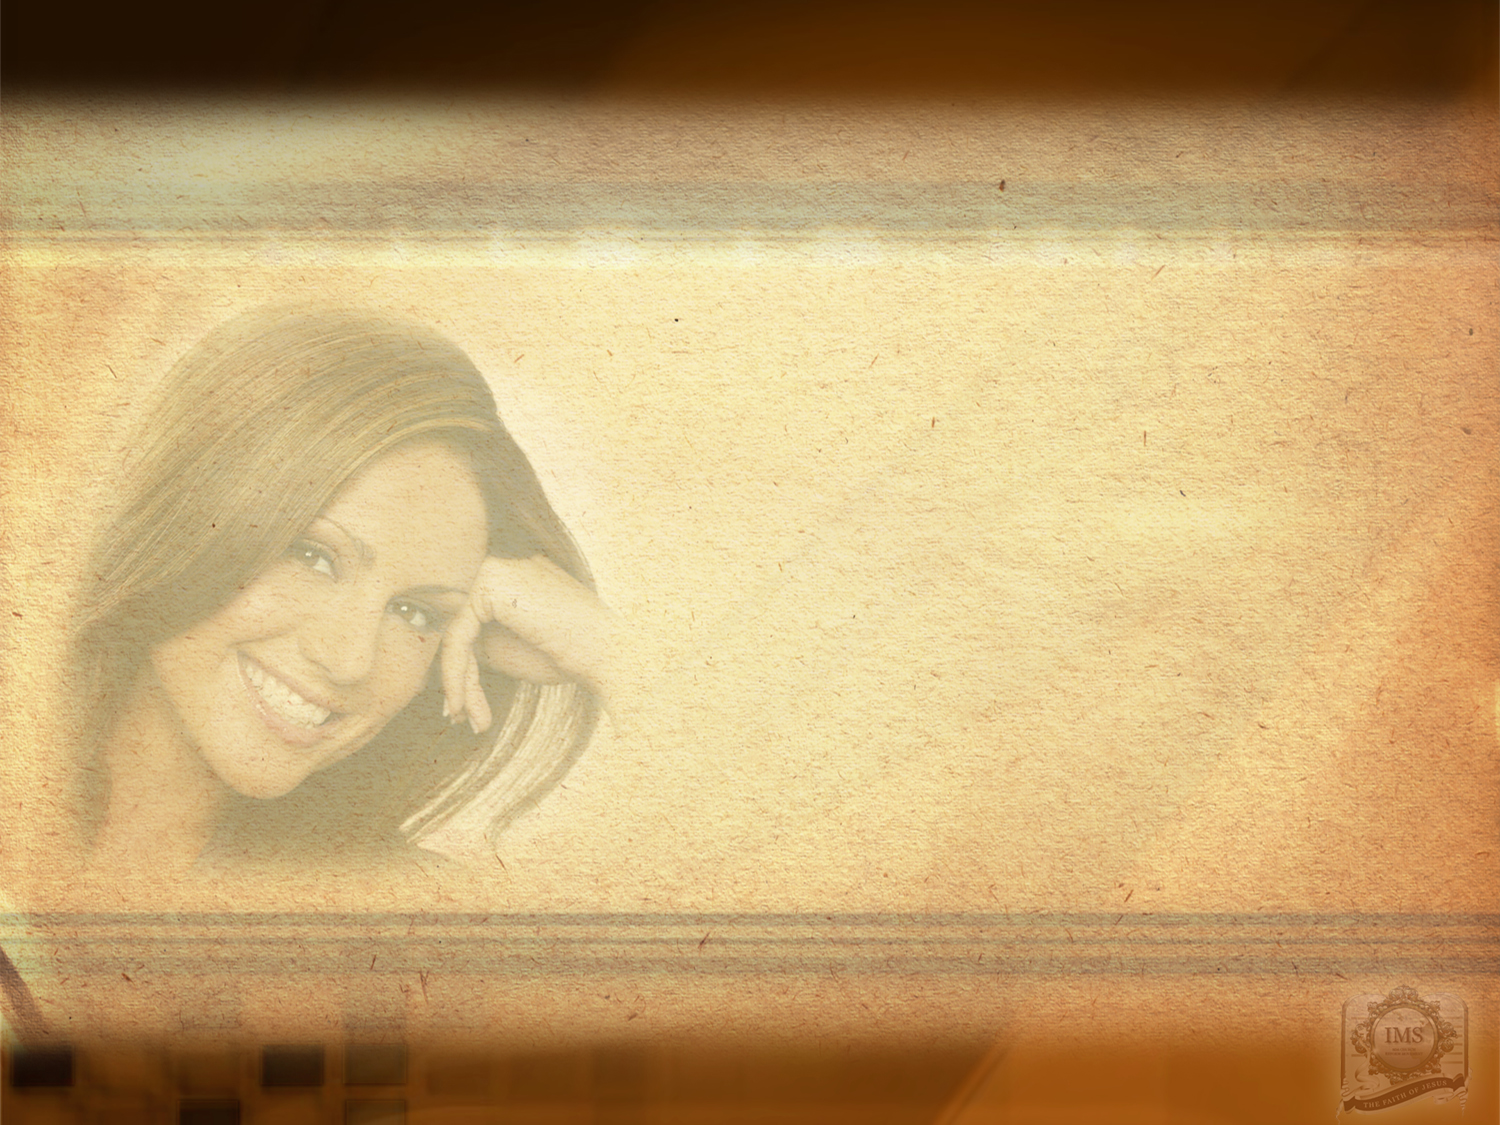 IMS
THE FAITH OF JESUS